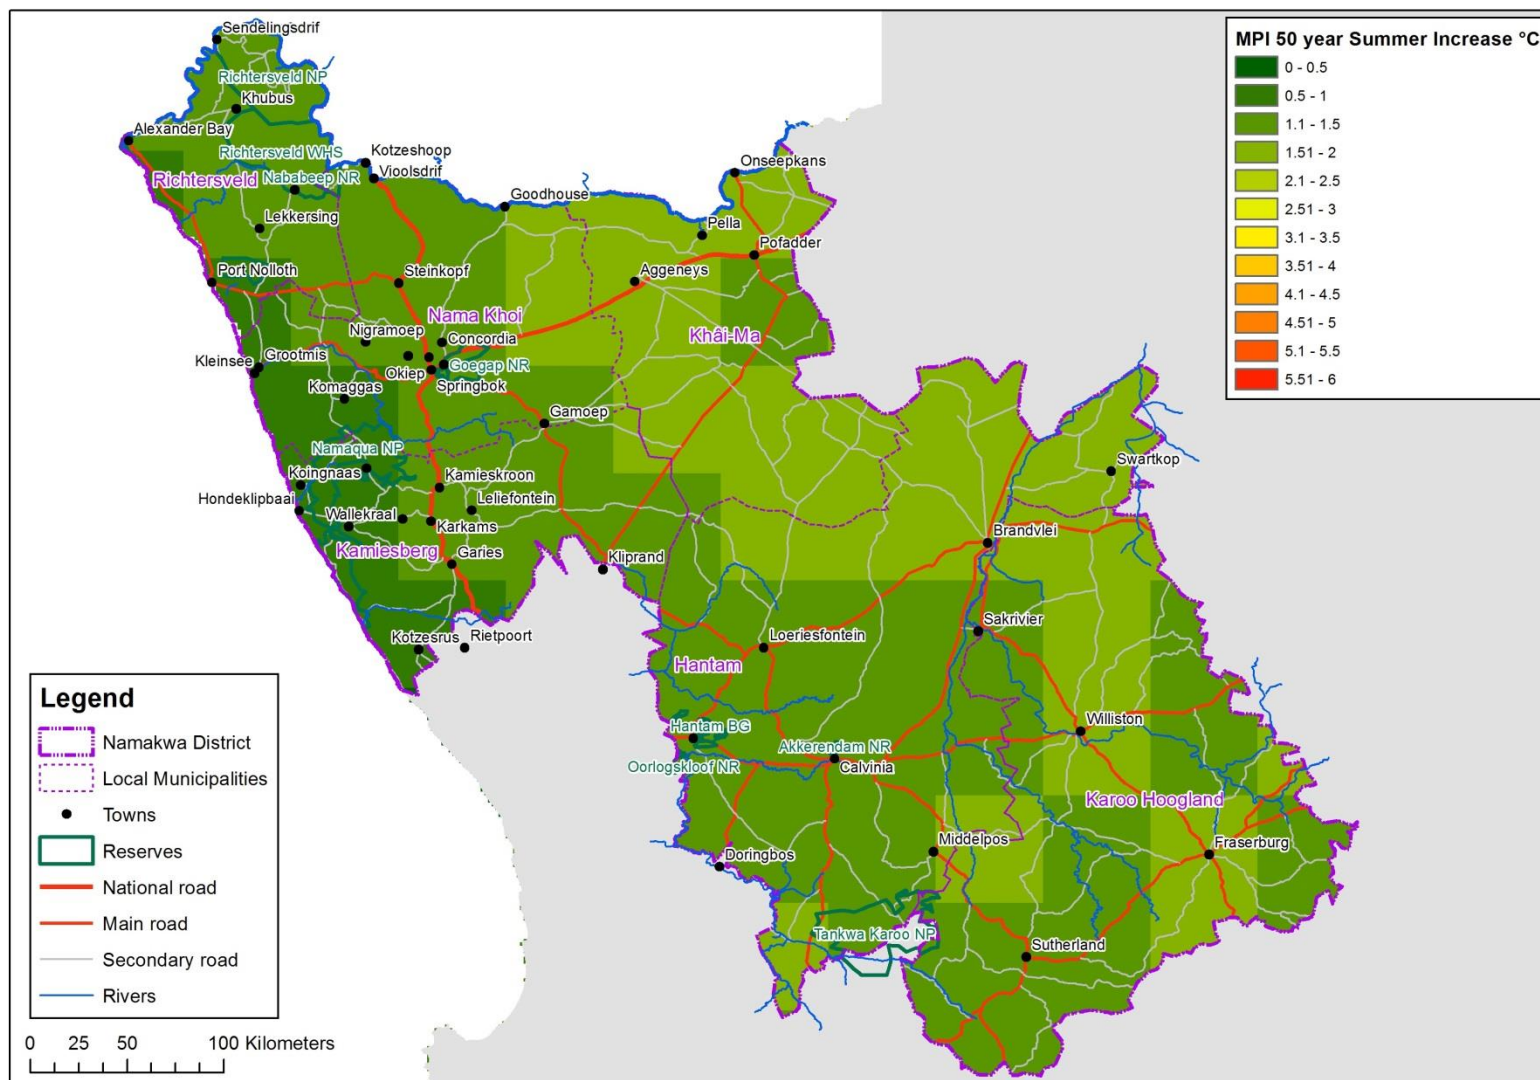 MPI 50 year Summer Increase °C
0 - 0.5
0.5 - 1
1.1 - 1.5
1.51 - 2
2.1 - 2.5
2.51 - 3
3.1 - 3.5
3.51 - 4
4.1 - 4.5
4.51 - 5
5.1 - 5.5
5.51 - 6
Sendelingsdrif
Richtersveld NP
Khubus
Alexander Bay
Richtersveld WHS
Kotzeshoop
Vioolsdrif
Richtersveld
Nababeep NR
Onseepkans
Goodhouse
Lekkersing
Pella
Pofadder
Port Nolloth
Steinkopf
Aggeneys
Nama Khoi
Nigramoep
Concordia
Khâi-Ma
Kleinsee
Grootmis
Okiep
Goegap NR
Komaggas
Springbok
Gamoep
Namaqua NP
Koingnaas
Kamieskroon
Swartkop
Hondeklipbaai
Leliefontein
Wallekraal
Karkams
Brandvlei
Kamiesberg
Garies
Kliprand
Kotzesrus
Rietpoort
Loeriesfontein
Sakrivier
Hantam
Hantam BG
Williston
Oorlogskloof NR
Akkerendam NR
Calvinia
Karoo Hoogland
Middelpos
Fraserburg
Doringbos
Tankwa Karoo NP
Sutherland
Legend
Namakwa District
Local Municipalities
Towns
Reserves
National road
Main road
Secondary road
Rivers
0 25 50 100 Kilometers